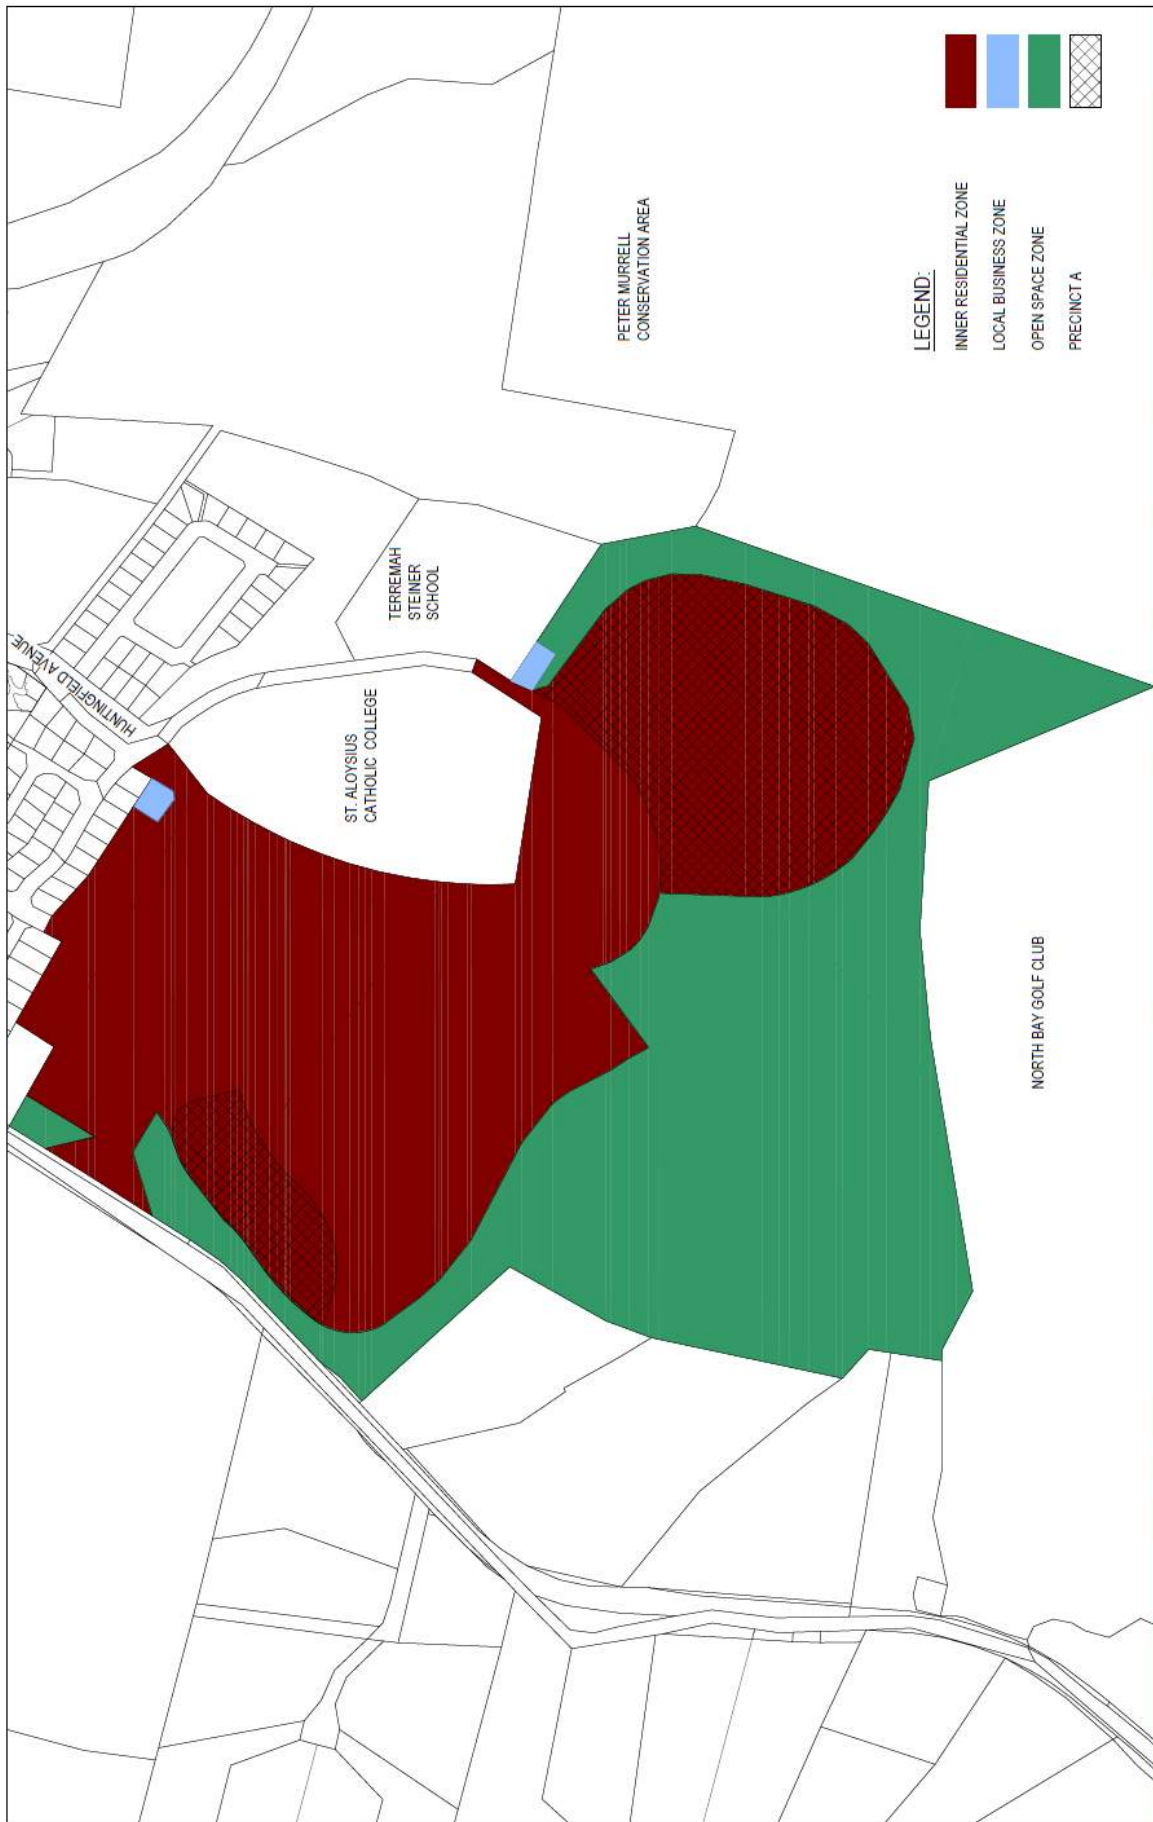 HUNTINGFIELD AVENUE
ST. ALOYSIUS
CATHOLIC COLLEGE
TERREMAH
STEINER
SCHOOL
PETER MURRELL
CONSERVATION AREA
NORTH BAY GOLF CLUB
LEGEND:
INNER RESIDENTIAL ZONE
LOCAL BUSINESS ZONE
OPEN SPACE ZONE
PRECINCT A